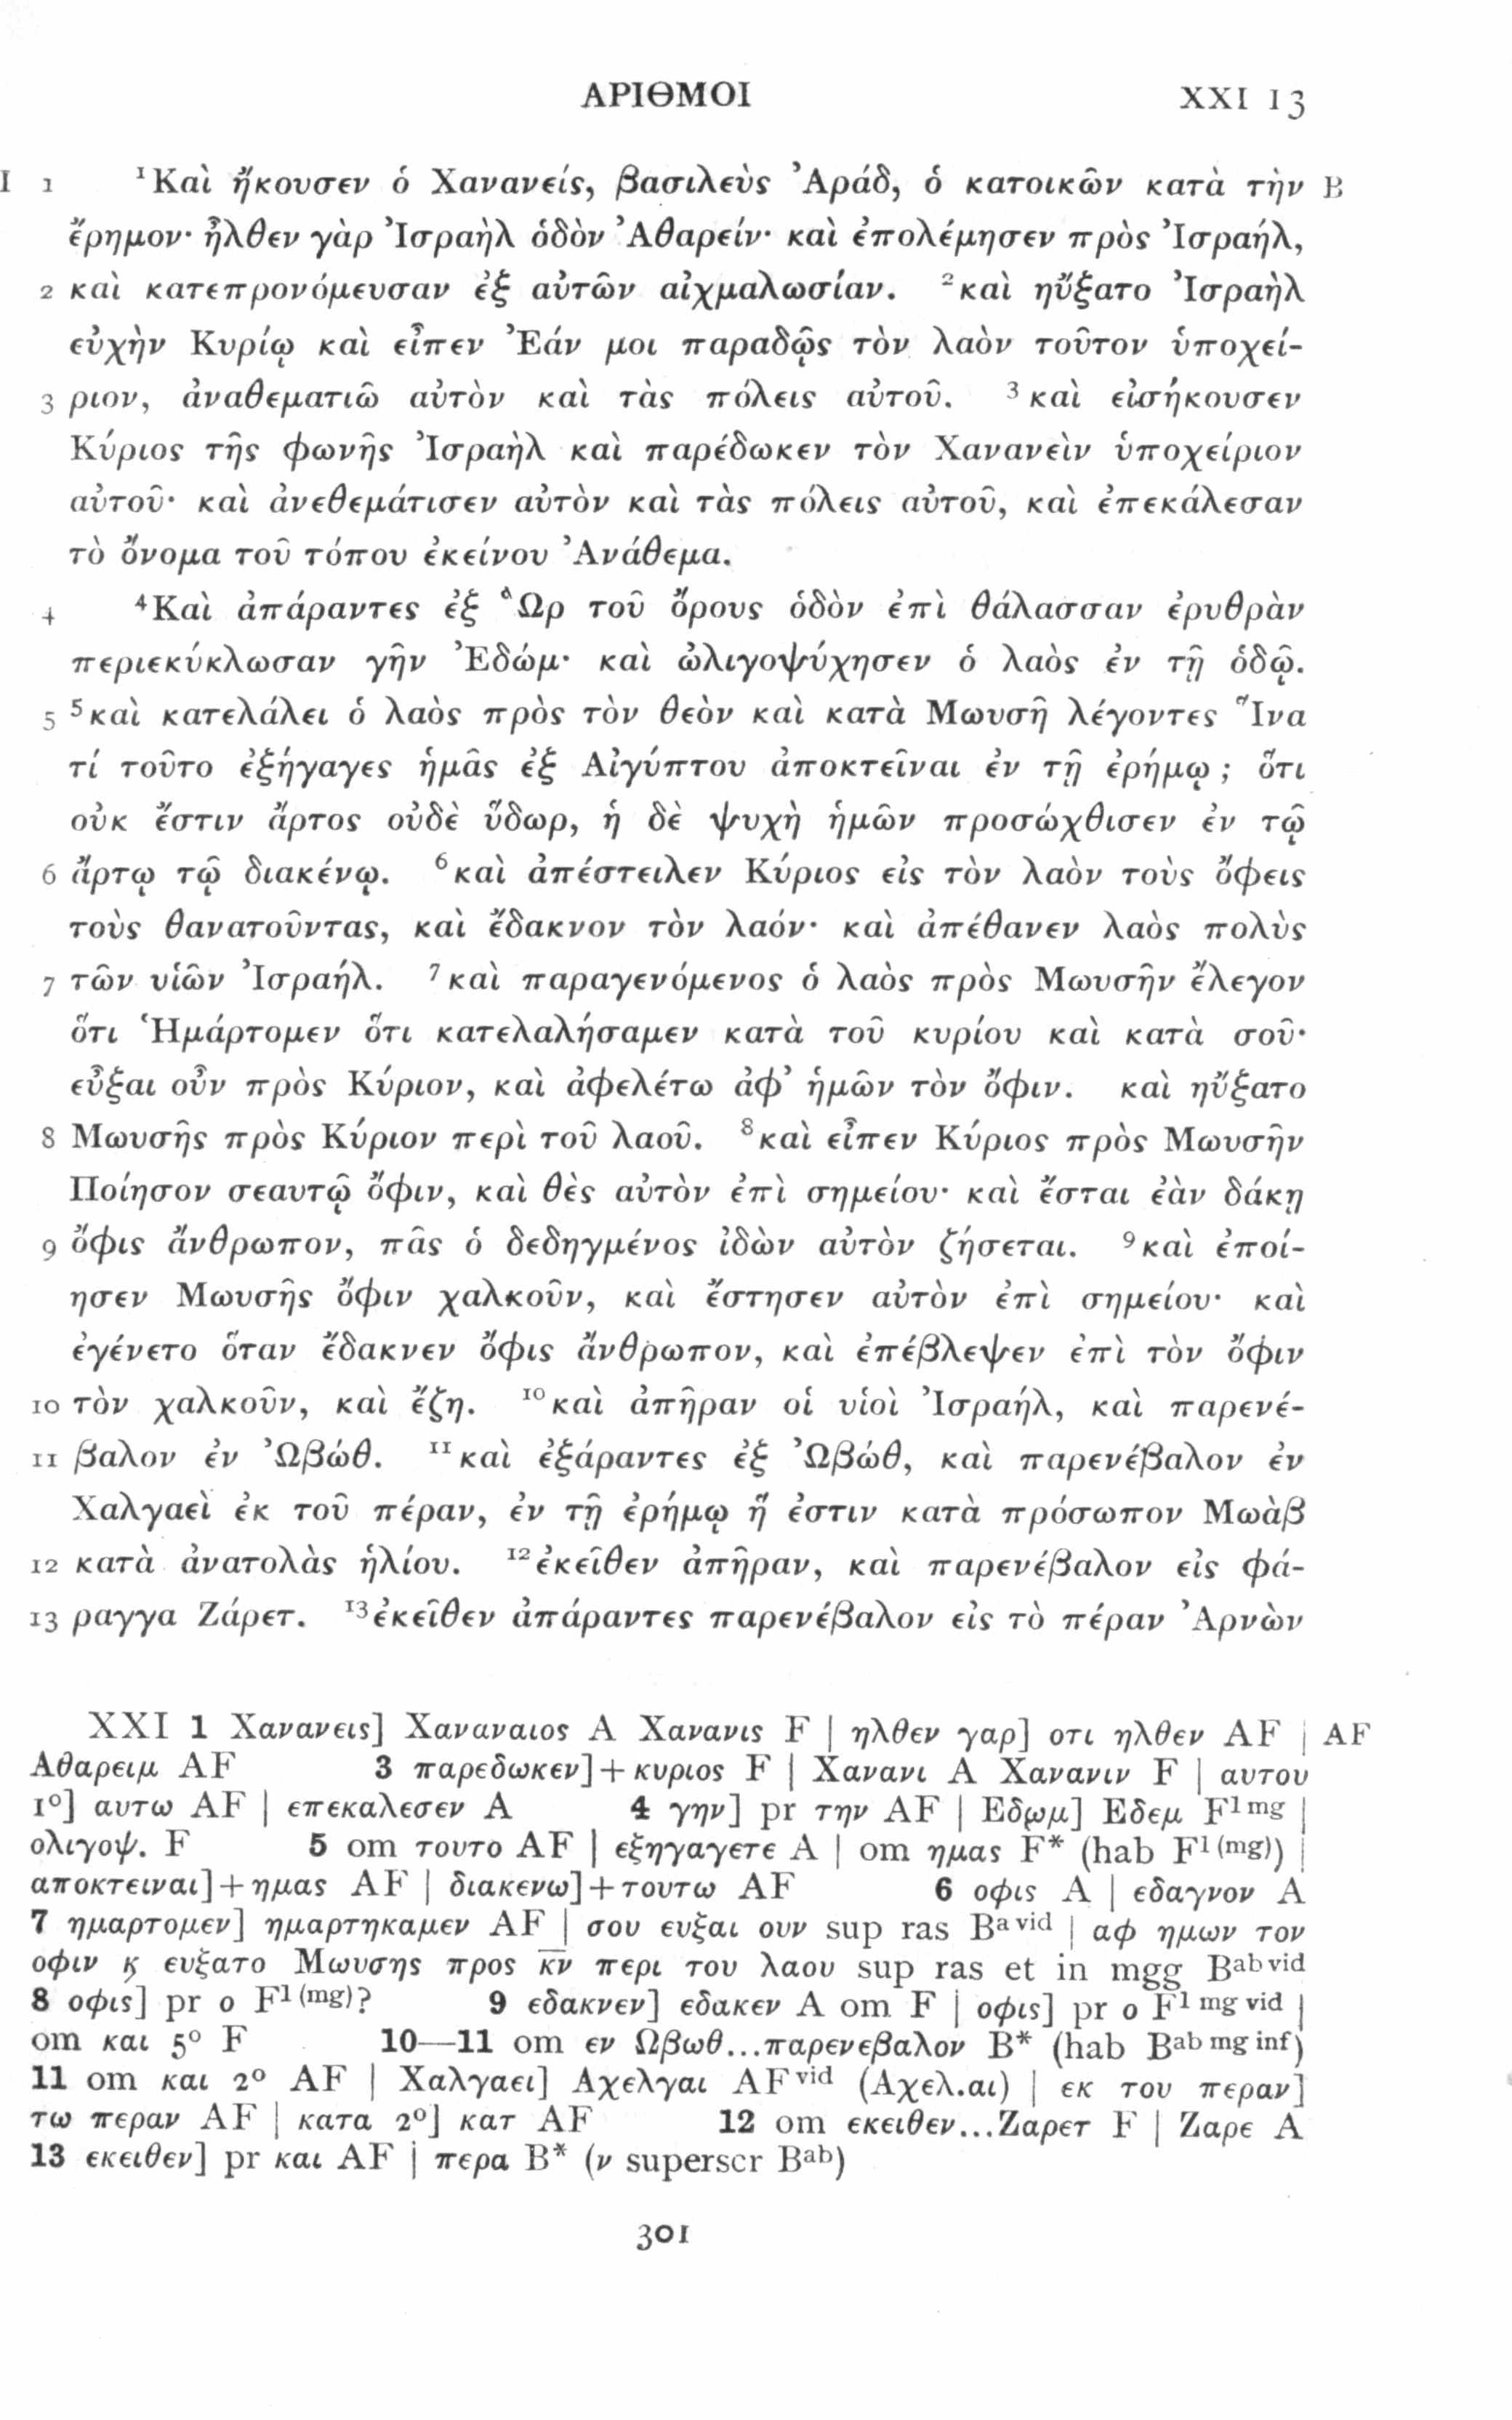 ΑΡΙΘΜΟΙ XXI 13
I 1 ¹Καὶ ἤκουσεν ὁ Χανανείς, βασιλεὺς Ἀράδ, ὁ κατοικῶν κατὰ τὴν B
ἔρημον· ἦλθεν γὰρ Ἰσραὴλ ὁδὸν Ἀθαρείν· καὶ ἐπολέμησεν πρὸς Ἰσραήλ,
2 καὶ κατεπρονόμευσαν ἐξ αὐτῶν αἰχμαλωσίαν. ²καὶ ηὔξατο Ἰσραὴλ
εὐχὴν Κυρίῳ καὶ εἶπεν Ἐάν μοι παραδῷς τὸν λαὸν τοῦτον ὑποχεί-
3 ριον, ἀναθεματιῶ αὐτὸν καὶ τὰς πόλεις αὐτοῦ. ³καὶ εἰσήκουσεν
Κύριος τῆς φωνῆς Ἰσραὴλ καὶ παρέδωκεν τὸν Χανανεὶν ὑποχείριον
αὐτοῦ· καὶ ἀνεθεμάτισεν αὐτὸν καὶ τὰς πόλεις αὐτοῦ, καὶ ἐπεκάλεσαν
τὸ ὄνομα τοῦ τόπου ἐκείνου Ἀνάθεμα.
4 ⁴Καὶ ἀπάραντες ἐξ Ὢρ τοῦ ὄρους ὁδὸν ἐπὶ θάλασσαν ἐρυθρὰν
περιεκύκλωσαν γῆν Ἐδώμ· καὶ ὠλιγοψύχησεν ὁ λαὸς ἐν τῇ ὁδῷ.
5 ⁵καὶ κατελάλει ὁ λαὸς πρὸς τὸν θεὸν καὶ κατὰ Μωυσῆ λέγοντες Ἵνα
τί τοῦτο ἐξήγαγες ἡμᾶς ἐξ Αἰγύπτου ἀποκτεῖναι ἐν τῇ ἐρήμῳ; ὅτι
οὐκ ἔστιν ἄρτος οὐδὲ ὕδωρ, ἡ δὲ ψυχὴ ἡμῶν προσώχθισεν ἐν τῷ
6 ἄρτῳ τῷ διακένῳ. ⁶καὶ ἀπέστειλεν Κύριος εἰς τὸν λαὸν τοὺς ὄφεις
τοὺς θανατοῦντας, καὶ ἔδακνον τὸν λαόν· καὶ ἀπέθανεν λαὸς πολὺς
7 τῶν υἱῶν Ἰσραήλ. ⁷καὶ παραγενόμενος ὁ λαὸς πρὸς Μωυσῆν ἔλεγον
ὅτι Ἡμάρτομεν ὅτι κατελαλήσαμεν κατὰ τοῦ κυρίου καὶ κατὰ σοῦ·
εὖξαι οὖν πρὸς Κύριον, καὶ ἀφελέτω ἀφ’ ἡμῶν τὸν ὄφιν. καὶ ηὔξατο
8 Μωυσῆς πρὸς Κύριον περὶ τοῦ λαοῦ. ⁸καὶ εἶπεν Κύριος πρὸς Μωυσῆν
Ποίησον σεαυτῷ ὄφιν, καὶ θὲς αὐτὸν ἐπὶ σημείου· καὶ ἔσται ἐὰν δάκῃ
9 ὄφις ἄνθρωπον, πᾶς ὁ δεδηγμένος ἰδὼν αὐτὸν ζήσεται. ⁹καὶ ἐποί-
ησεν Μωυσῆς ὄφιν χαλκοῦν, καὶ ἔστησεν αὐτὸν ἐπὶ σημείου· καὶ
ἐγένετο ὅταν ἔδακνεν ὄφις ἄνθρωπον, καὶ ἐπέβλεψεν ἐπὶ τὸν ὄφιν
10 τὸν χαλκοῦν, καὶ ἔζη. ¹⁰καὶ ἀπῆραν οἱ υἱοὶ Ἰσραήλ, καὶ παρενέ-
11 βαλον ἐν Ὠβώθ. ¹¹καὶ ἐξάραντες ἐξ Ὠβώθ, καὶ παρενέβαλον ἐν
Χαλγαεὶ ἐκ τοῦ πέραν, ἐν τῇ ἐρήμῳ ἥ ἐστιν κατὰ πρόσωπον Μωὰβ
12 κατὰ ἀνατολὰς ἡλίου. ¹²ἐκεῖθεν ἀπῆραν, καὶ παρενέβαλον εἰς φά-
13 ραγγα Ζάρετ. ¹³ἐκεῖθεν ἀπάραντες παρενέβαλον εἰς τὸ πέραν Ἀρνὼν
XXI 1 Χανανεις] Χαναναιος A Χανανις F | ηλθεν γαρ] οτι ηλθεν AF | AF
Αθαρειμ AF 3 παρεδωκεν]+κυριος F | Χανανι A Χανανιν F | αυτου
1°] αυτω AF | επεκαλεσεν A 4 γην] pr την AF | Εδωμ] Εδεμ F¹ᵐᵍ |
ολιγοψ. F 5 om τουτο AF | εξηγαγετε A | om ημας F* (hab F¹⁽ᵐᵍ⁾) |
αποκτειναι]+ημας AF | διακενω]+τουτω AF 6 οφις A | εδαγνον A
7 ημαρτομεν] ημαρτηκαμεν AF | σου ευξαι ουν sup ras Bᵃ ᵛⁱᵈ | αφ ημων τον
οφιν ϗ ευξατο Μωυσης προς κ̅ν̅ περι του λαου sup ras et in mgg Bᵃᵇ ᵛⁱᵈ
8 οφις] pr ο F¹⁽ᵐᵍ⁾? 9 εδακνεν] εδακεν A om F | οφις] pr ο F¹ ᵐᵍ ᵛⁱᵈ |
om και 5° F 10—11 om εν Ωβωθ...παρενεβαλον B* (hab Bᵃᵇ ᵐᵍ ⁱⁿᶠ)
11 om και 2° AF | Χαλγαει] Αχελγαι AFᵛⁱᵈ (Αχελ.αι) | εκ του περαν]
τω περαν AF | κατα 2°] κατ AF 12 om εκειθεν...Ζαρετ F | Ζαρε A
13 εκειθεν] pr και AF | περα B* (ν superscr Bᵃᵇ)
301